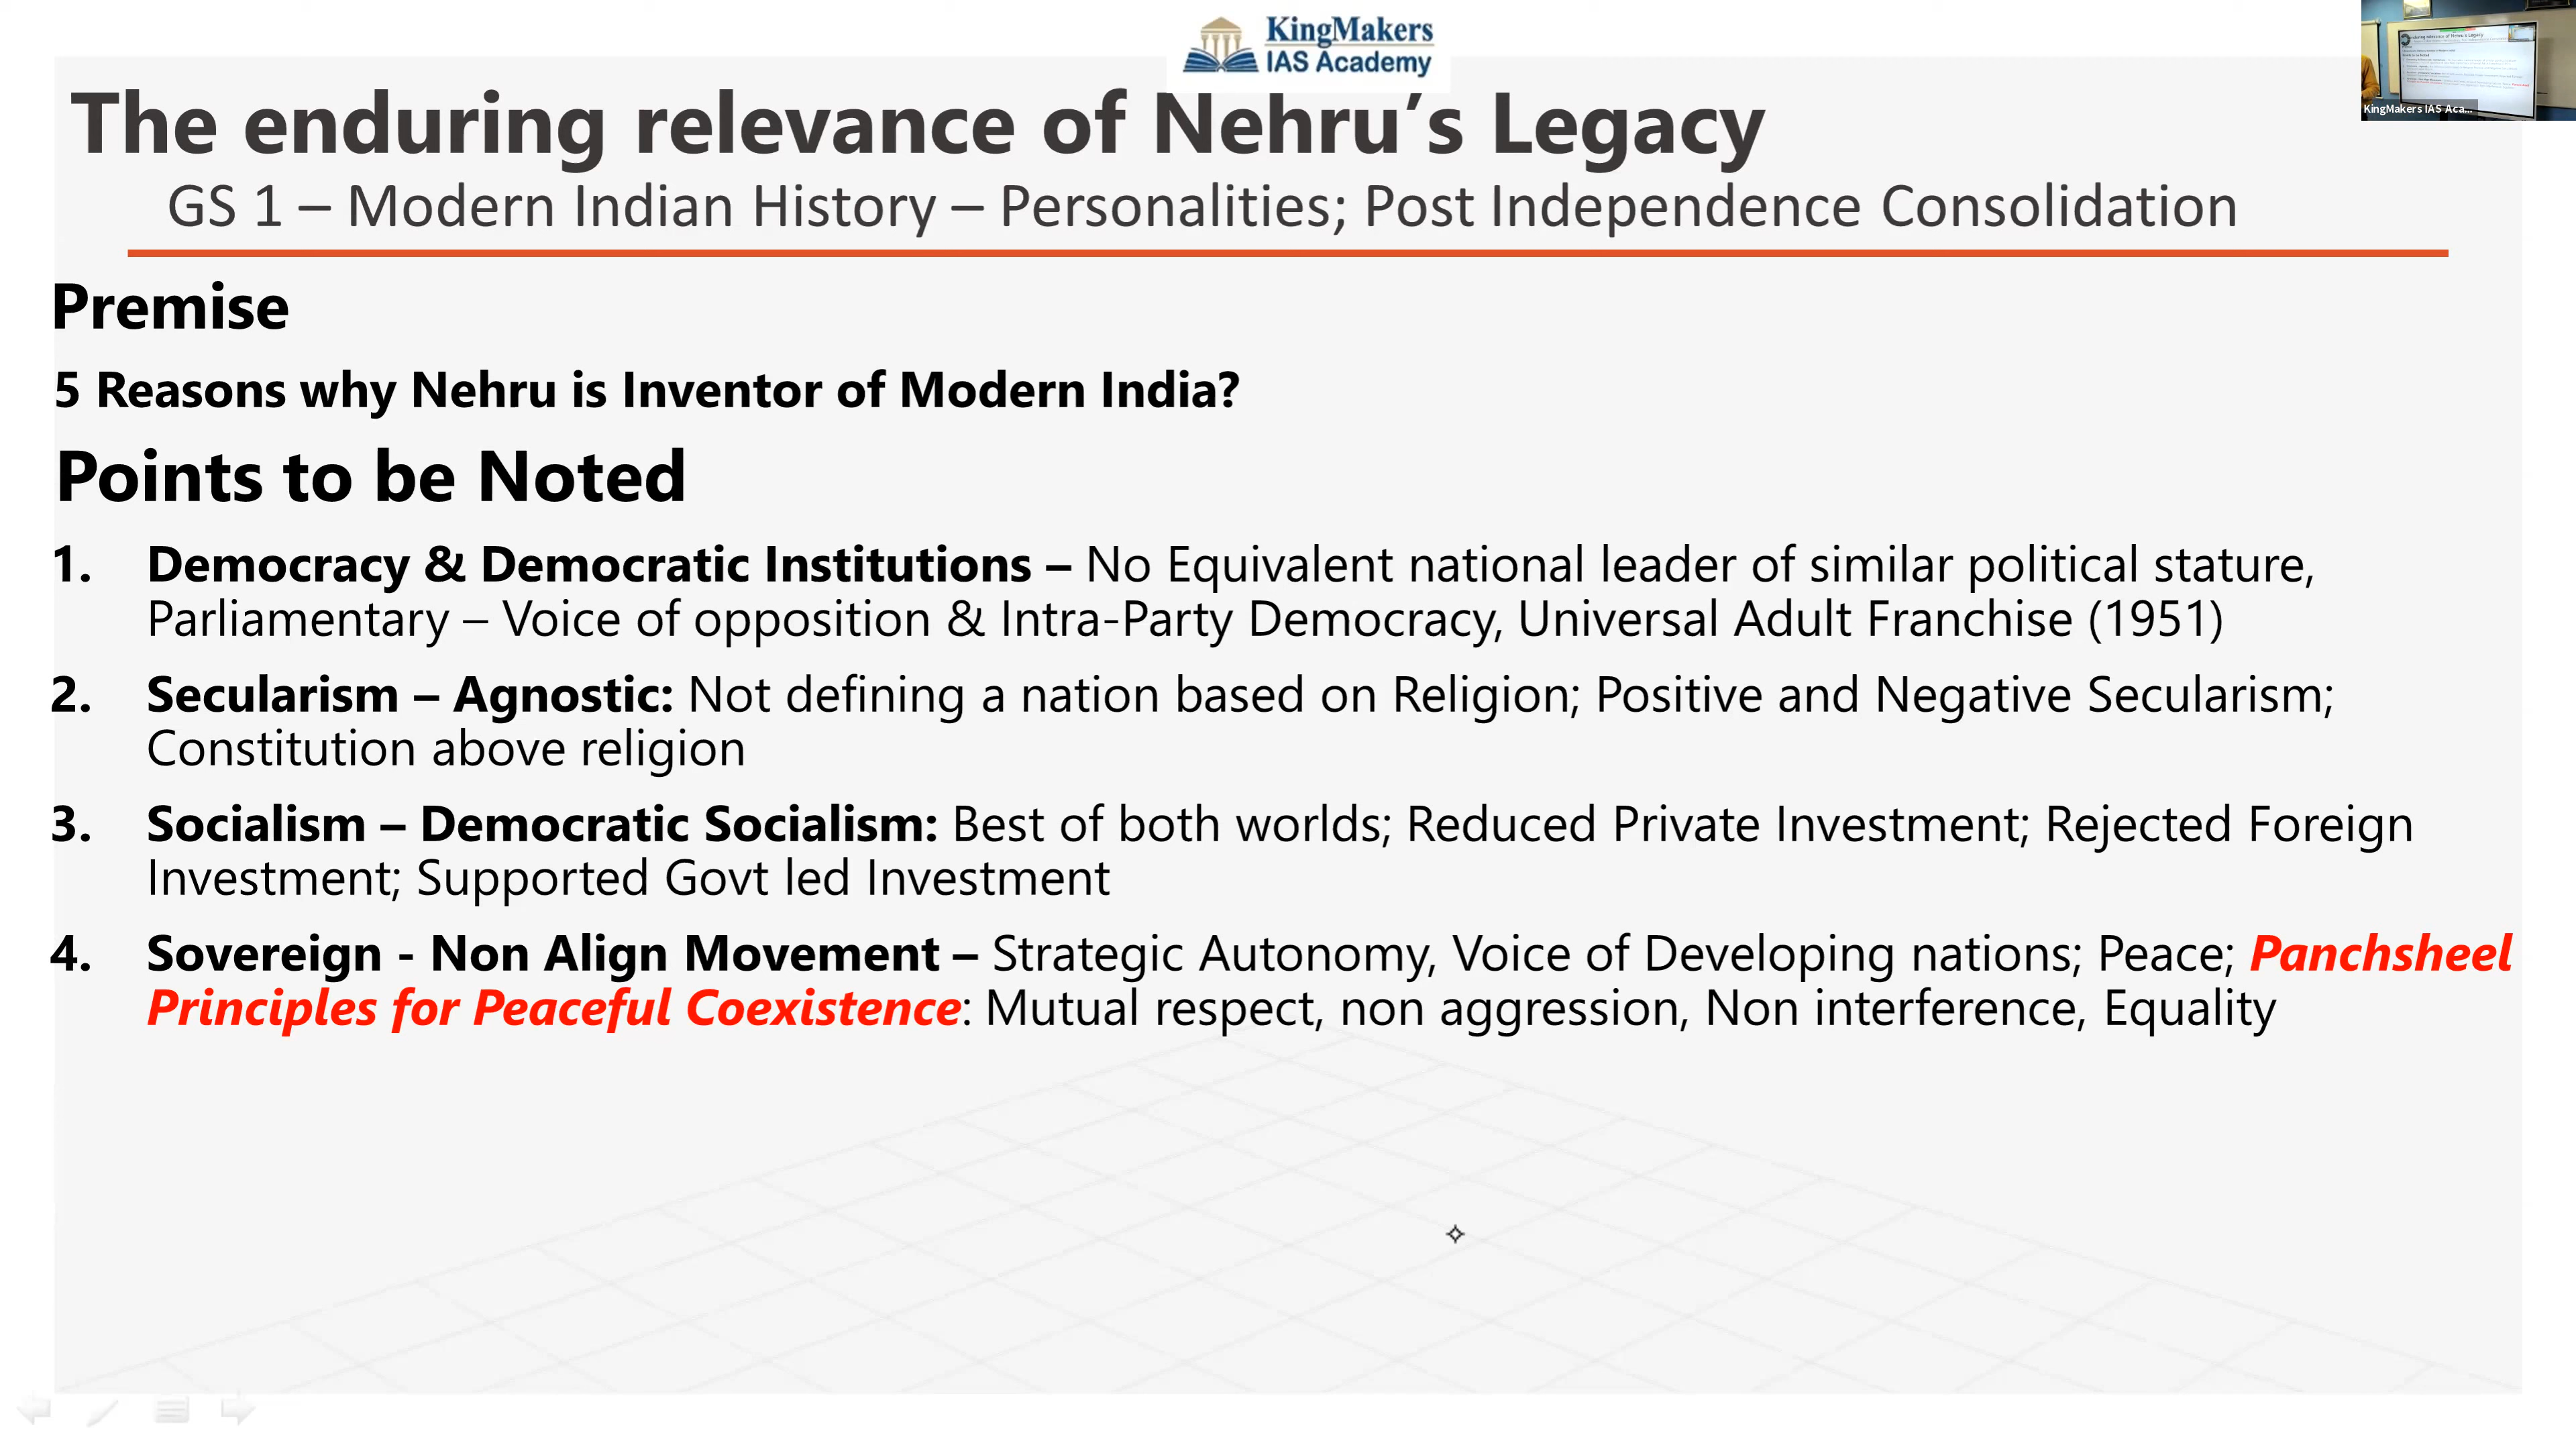 KingMakers
IAS Academy
KingMakers IAS Aca...
The enduring relevance of Nehru’s Legacy
GS 1 – Modern Indian History – Personalities; Post Independence Consolidation
Premise
5 Reasons why Nehru is Inventor of Modern India?
Points to be Noted
1. Democracy & Democratic Institutions – No Equivalent national leader of similar political stature,
Parliamentary – Voice of opposition & Intra-Party Democracy, Universal Adult Franchise (1951)
2. Secularism – Agnostic: Not defining a nation based on Religion; Positive and Negative Secularism;
Constitution above religion
3. Socialism – Democratic Socialism: Best of both worlds; Reduced Private Investment; Rejected Foreign
Investment; Supported Govt led Investment
4. Sovereign - Non Align Movement – Strategic Autonomy, Voice of Developing nations; Peace; Panchsheel
Principles for Peaceful Coexistence: Mutual respect, non aggression, Non interference, Equality